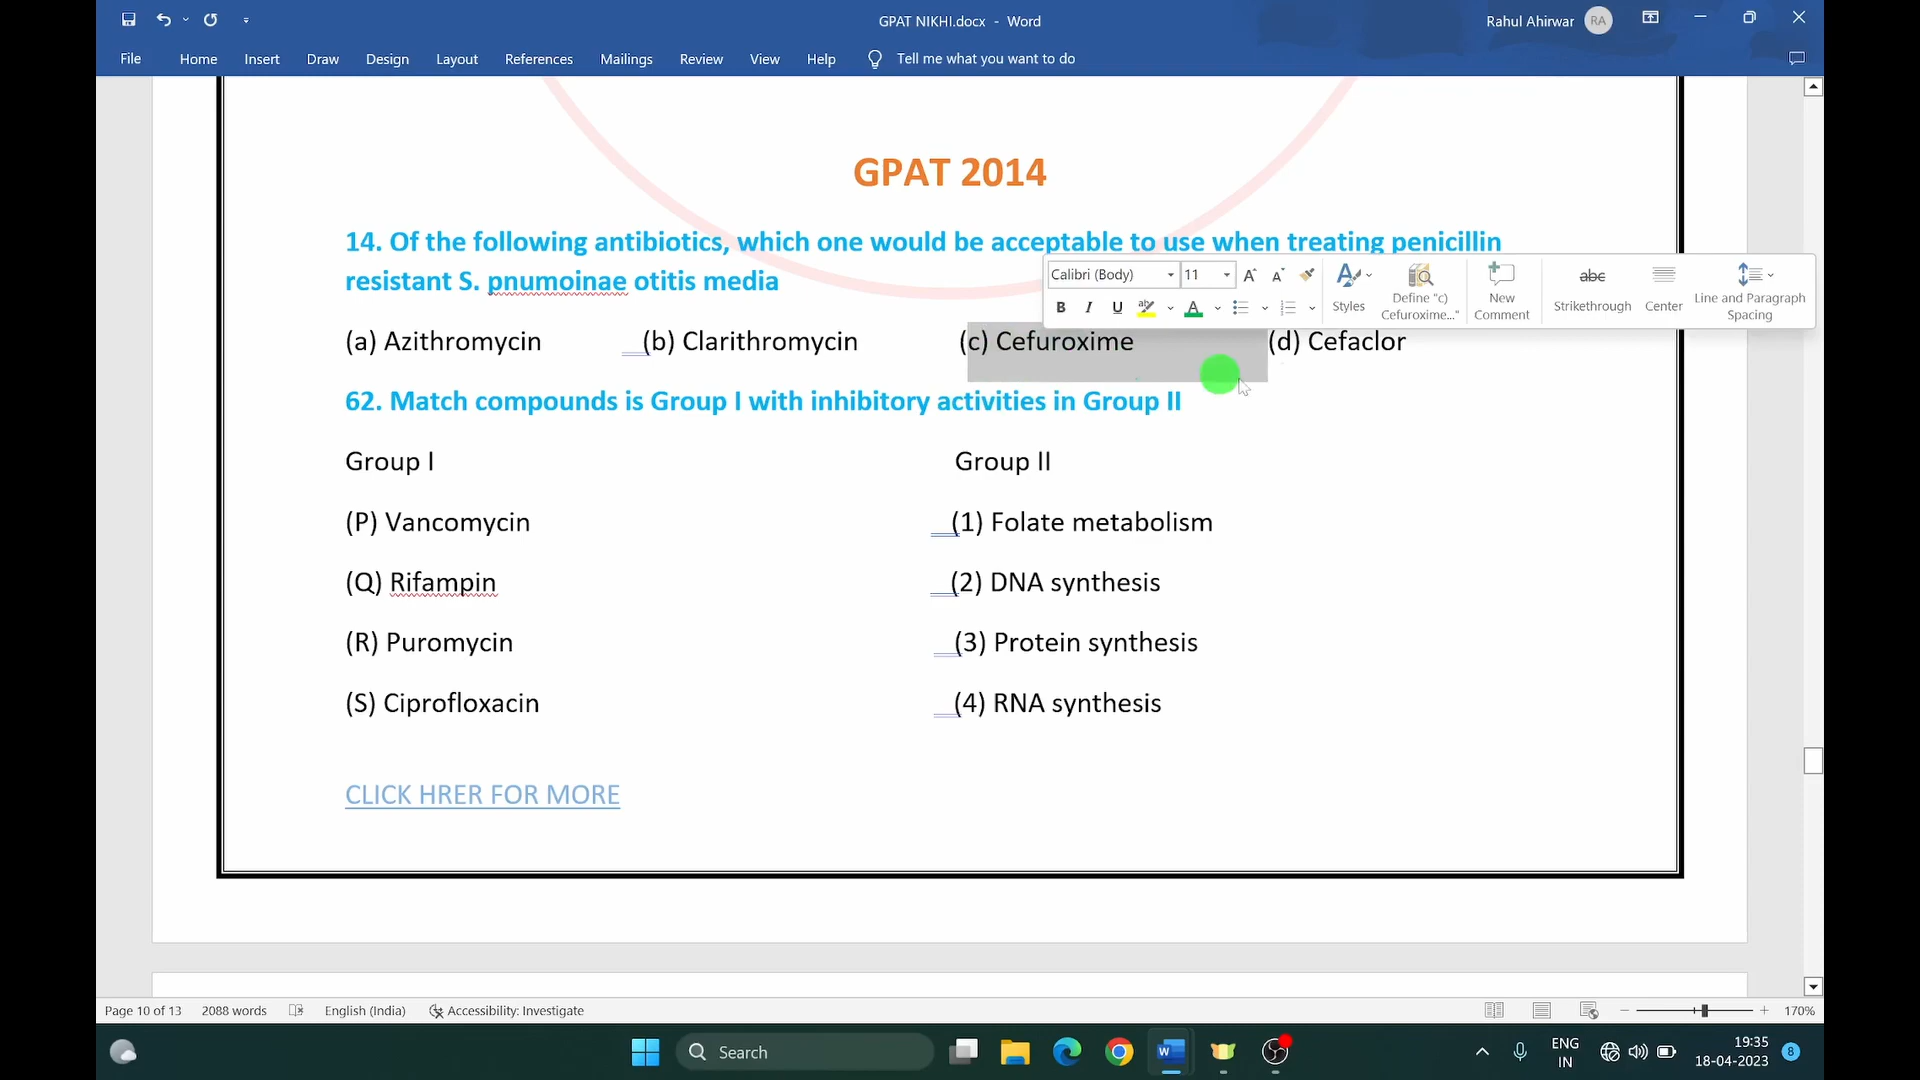 GPAT NIKHI.docx - Word
Rahul Ahirwar RA
File Home Insert Draw Design Layout References Mailings Review View Help Tell me what you want to do
GPAT 2014
14. Of the following antibiotics, which one would be acceptable to use when treating penicillin
resistant S. pnumoinae otitis media
Calibri (Body) 11
B I U ab A
Styles
Define "c)
Cefuroxime..."
New
Comment
abc
Strikethrough
Center
Line and Paragraph
Spacing
(a) Azithromycin (b) Clarithromycin (c) Cefuroxime (d) Cefaclor
62. Match compounds is Group I with inhibitory activities in Group II
Group I Group II
(P) Vancomycin (1) Folate metabolism
(Q) Rifampin (2) DNA synthesis
(R) Puromycin (3) Protein synthesis
(S) Ciprofloxacin (4) RNA synthesis
CLICK HRER FOR MORE
Page 10 of 13 2088 words English (India) Accessibility: Investigate 170%
Search
ENG
IN
19:35
18-04-2023
8